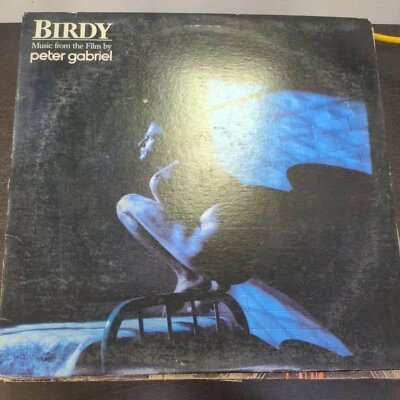 BIRDY
Music from the Film by
peter gabriel